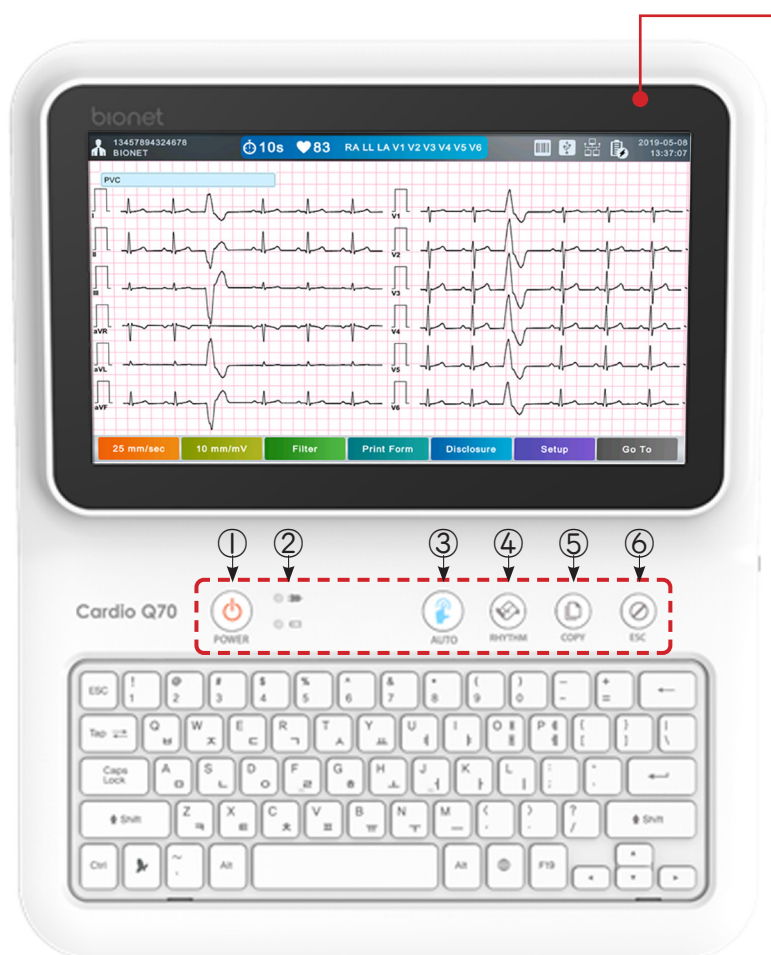 bionet
13457894324678
BIONET
10s 83 RA LL LA V1 V2 V3 V4 V5 V6
2019-05-08
13:37:07
PVC
I V1
II V2
III V3
aVR V4
aVL V5
aVF V6
25 mm/sec 10 mm/mV Filter Print Form Disclosure Setup Go To
① ② ③ ④ ⑤ ⑥
Cardio Q70
POWER AUTO RHYTHM COPY ESC
ESC ! 1 @ 2 # 3 $ 4 % 5 ^ 6 & 7 * 8 ( 9 ) 0 – - + = ←
Tap Q ㅂ W ㅈ E ㄷ R ㄱ T ㅅ Y ㅛ U ㅕ I ㅑ O ㅐ P ㅔ { [ } ] | \
Caps Lock A ㅁ S ㄴ D ㅇ F ㄹ G ㅎ H ㅗ J ㅓ K ㅏ L ㅣ : ;
Shift Z ㅋ X ㅌ C ㅊ V ㅍ B ㅠ N ㅜ M ㅡ < , > . ? / Shift
Ctrl ~ Alt Alt F19